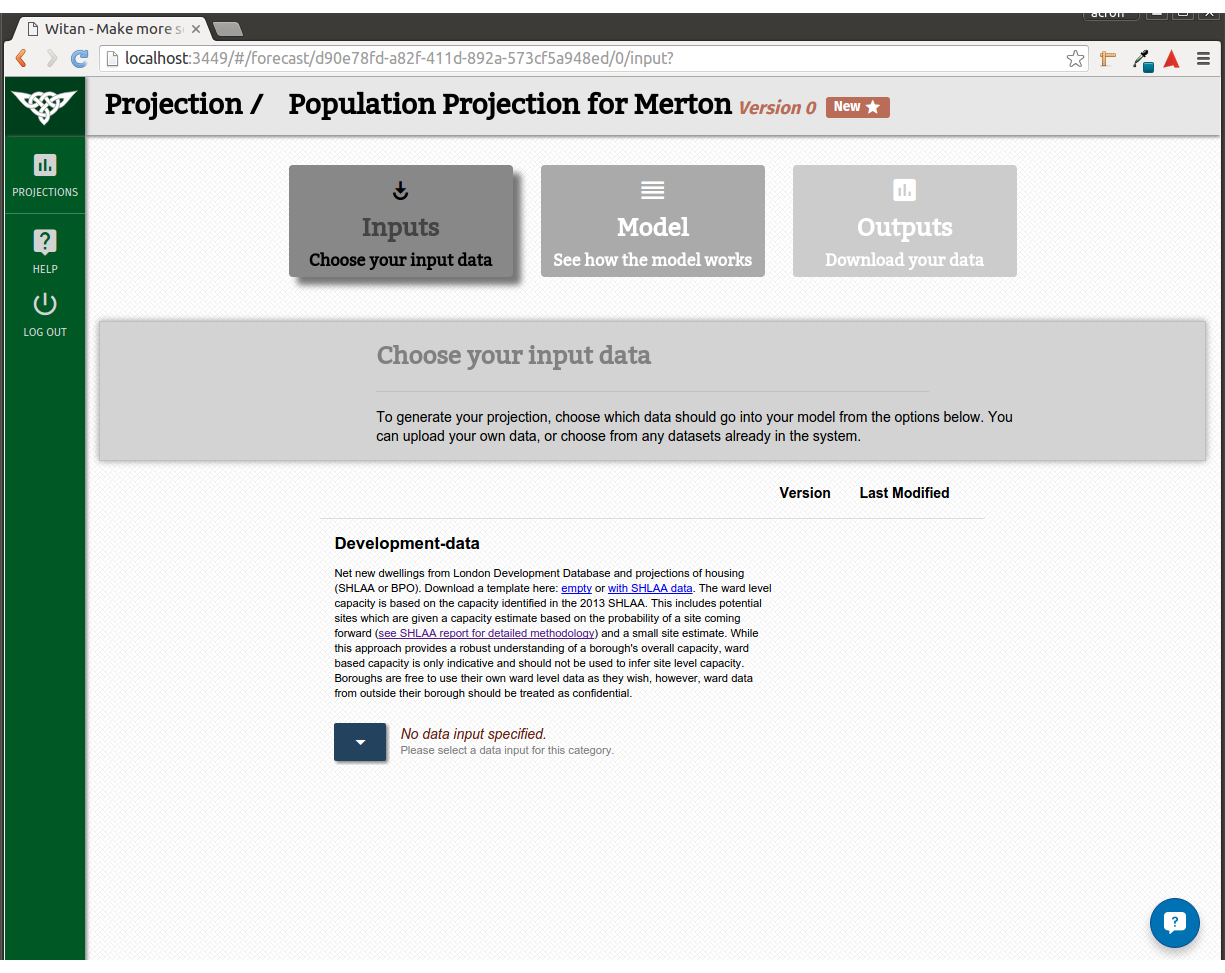 acron
Witan - Make more s
localhost:3449/#/forecast/d90e78fd-a82f-411d-892a-573cf5a948ed/0/input?
Projection / Population Projection for Merton Version 0 New
PROJECTIONS
HELP
LOG OUT
Inputs
Choose your input data
Model
See how the model works
Outputs
Download your data
Choose your input data
To generate your projection, choose which data should go into your model from the options below. You
can upload your own data, or choose from any datasets already in the system.
Version Last Modified
Development-data
Net new dwellings from London Development Database and projections of housing
(SHLAA or BPO). Download a template here: empty or with SHLAA data. The ward level
capacity is based on the capacity identified in the 2013 SHLAA. This includes potential
sites which are given a capacity estimate based on the probability of a site coming
forward (see SHLAA report for detailed methodology) and a small site estimate. While
this approach provides a robust understanding of a borough's overall capacity, ward
based capacity is only indicative and should not be used to infer site level capacity.
Boroughs are free to use their own ward level data as they wish, however, ward data
from outside their borough should be treated as confidential.
No data input specified.
Please select a data input for this category.